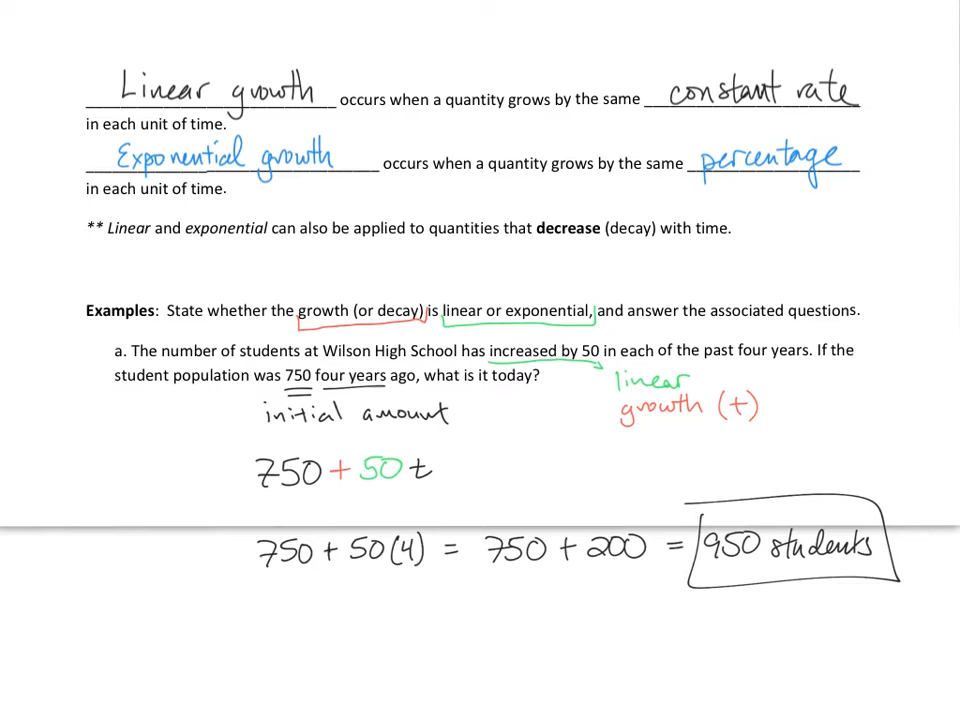 Linear growth occurs when a quantity grows by the same constant rate
in each unit of time.
Exponential growth occurs when a quantity grows by the same percentage
in each unit of time.
** Linear and exponential can also be applied to quantities that decrease (decay) with time.
Examples: State whether the growth (or decay) is linear or exponential, and answer the associated questions.
a. The number of students at Wilson High School has increased by 50 in each of the past four years. If the
student population was 750 four years ago, what is it today?
linear
initial amount growth (+)
750 + 50t
750 + 50(4) = 750 + 200 = 950 students